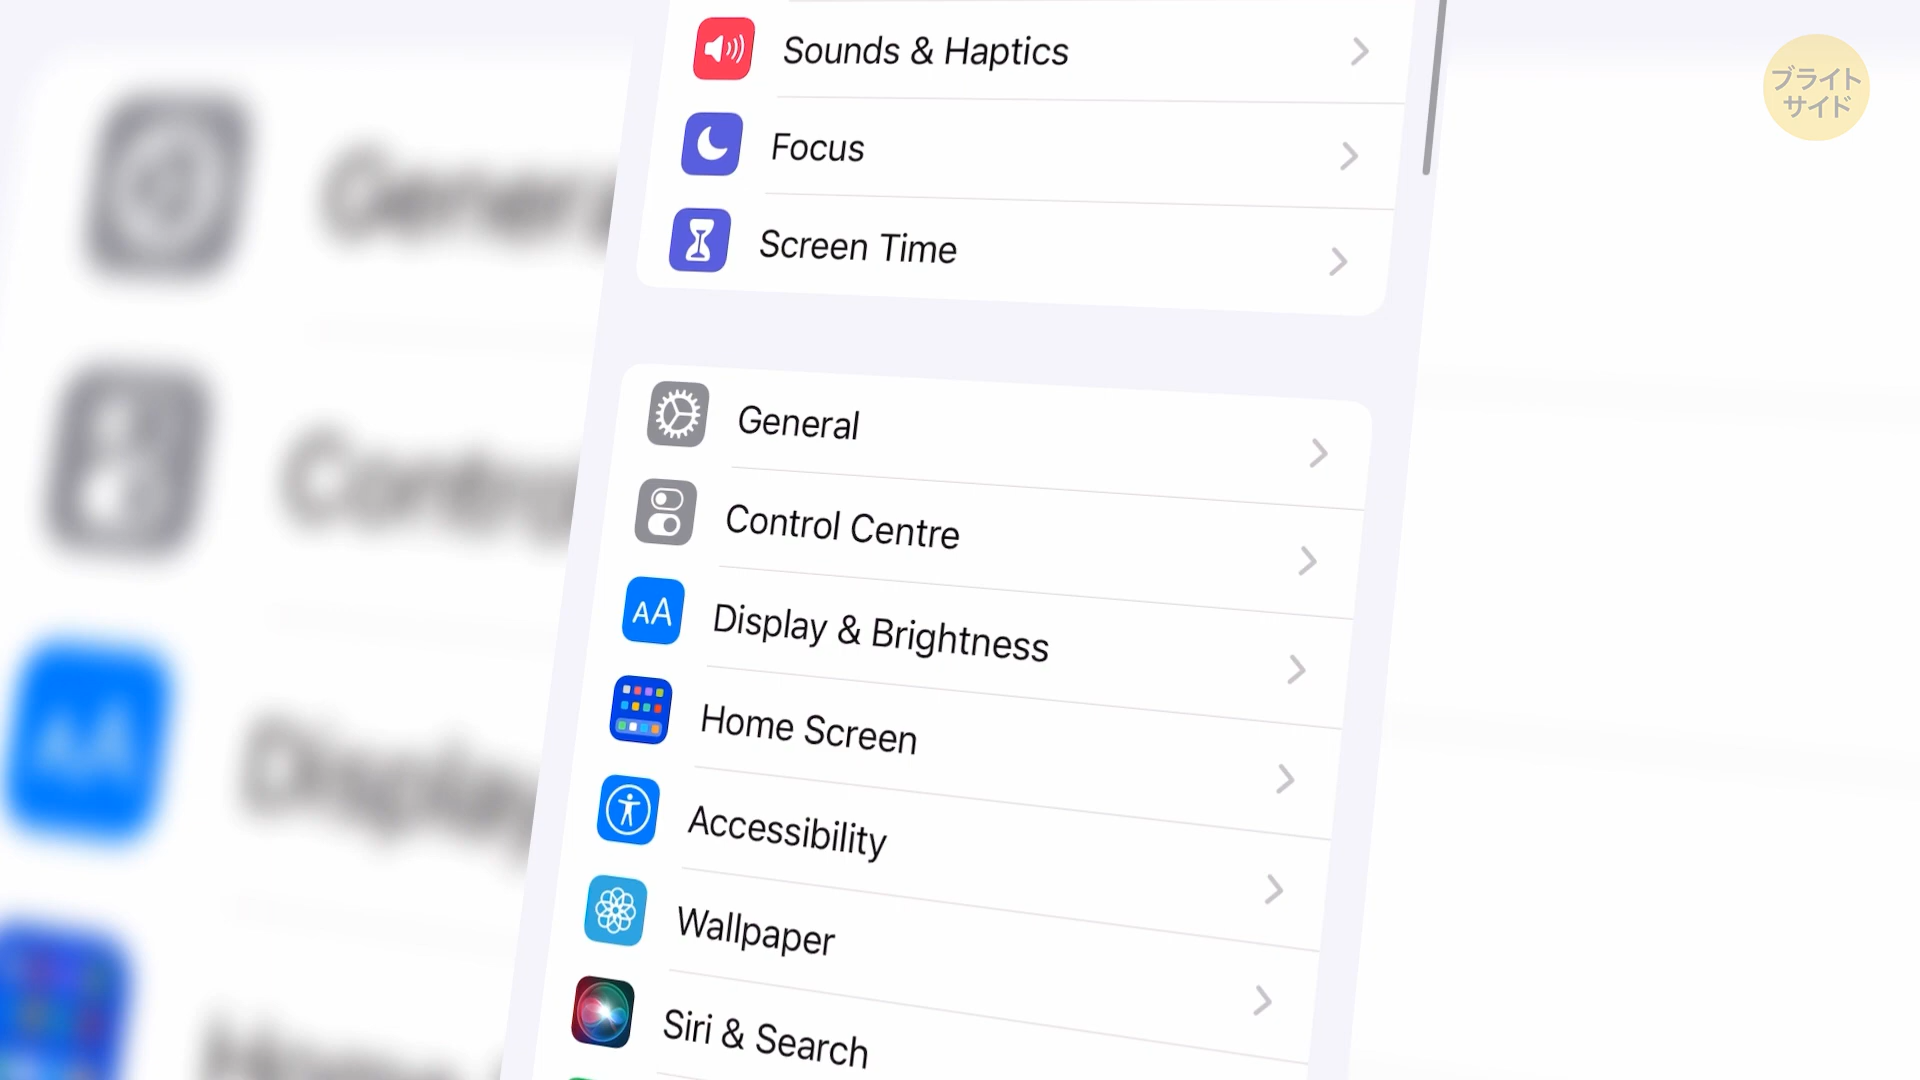 ブライト
サイド
Sounds & Haptics
Focus
Screen Time
General
Control Centre
AA
Display & Brightness
Home Screen
Accessibility
Wallpaper
Siri & Search